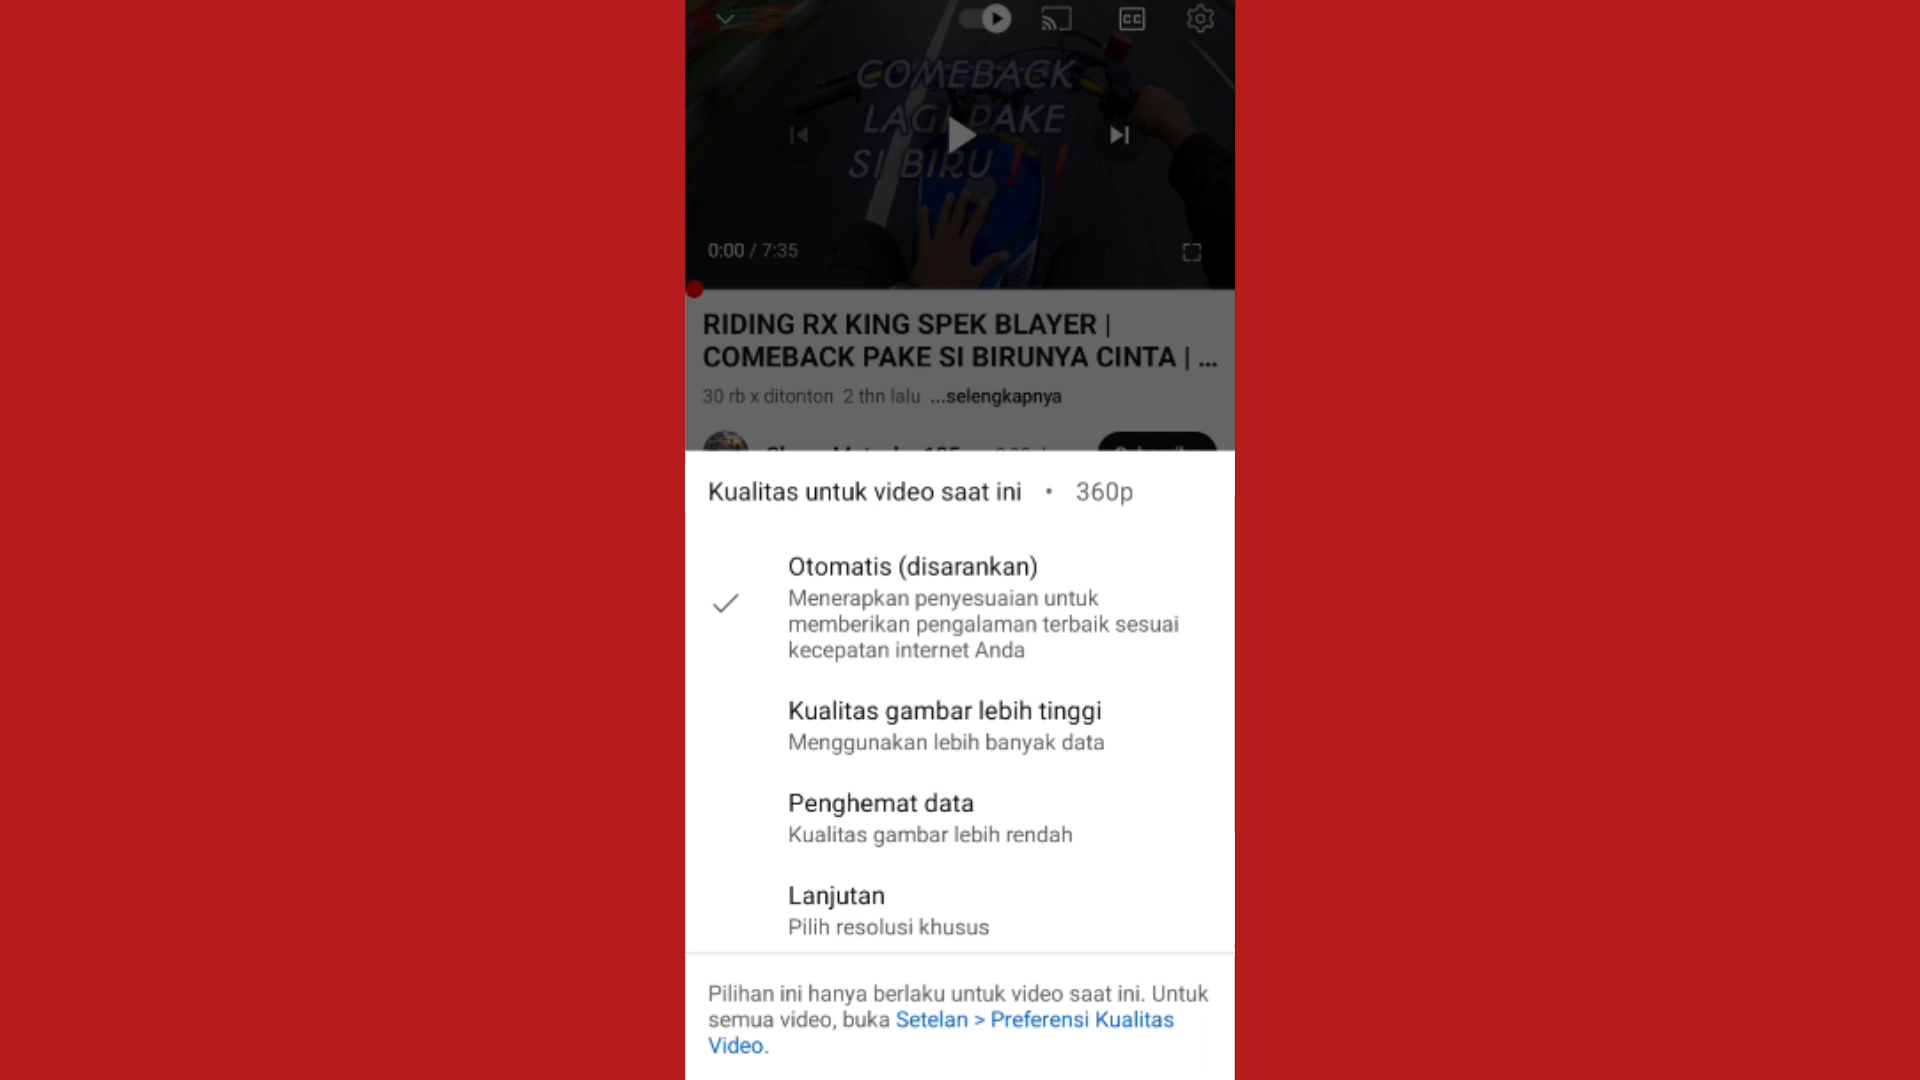 CC
COMEBACK
LAGI PAKE
SI BIRU❗❗
0:00 / 7:35
RIDING RX KING SPEK BLAYER |
COMEBACK PAKE SI BIRUNYA CINTA | ...
30 rb x ditonton 2 thn lalu ...selengkapnya
Kualitas untuk video saat ini • 360p
Otomatis (disarankan)
Menerapkan penyesuaian untuk
memberikan pengalaman terbaik sesuai
kecepatan internet Anda
Kualitas gambar lebih tinggi
Menggunakan lebih banyak data
Penghemat data
Kualitas gambar lebih rendah
Lanjutan
Pilih resolusi khusus
Pilihan ini hanya berlaku untuk video saat ini. Untuk
semua video, buka Setelan > Preferensi Kualitas
Video.